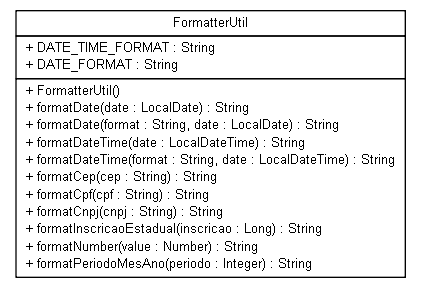 FormatterUtil
+ DATE_TIME_FORMAT : String
+ DATE_FORMAT : String
+ FormatterUtil()
+ formatDate(date : LocalDate) : String
+ formatDate(format : String, date : LocalDate) : String
+ formatDateTime(date : LocalDateTime) : String
+ formatDateTime(format : String, date : LocalDateTime) : String
+ formatCep(cep : String) : String
+ formatCpf(cpf : String) : String
+ formatCnpj(cnpj : String) : String
+ formatInscricaoEstadual(inscricao : Long) : String
+ formatNumber(value : Number) : String
+ formatPeriodoMesAno(periodo : Integer) : String